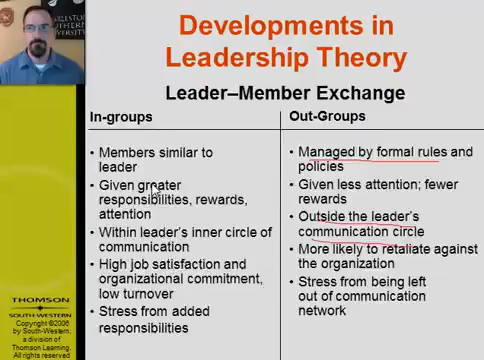 Developments in
Leadership Theory
Leader–Member Exchange
In-groups
• Members similar to
leader
• Given greater
responsibilities, rewards,
attention
• Within leader's inner circle of
communication
• High job satisfaction and
organizational commitment,
low turnover
• Stress from added
responsibilities
Out-Groups
• Managed by formal rules and
policies
• Given less attention; fewer
rewards
• Outside the leader's
communication circle
• More likely to retaliate against
the organization
• Stress from being left
out of communication
network
THOMSON
SOUTH-WESTERN
Copyright ©2006
by South-Western,
a division of
Thomson Learning.
All rights reserved